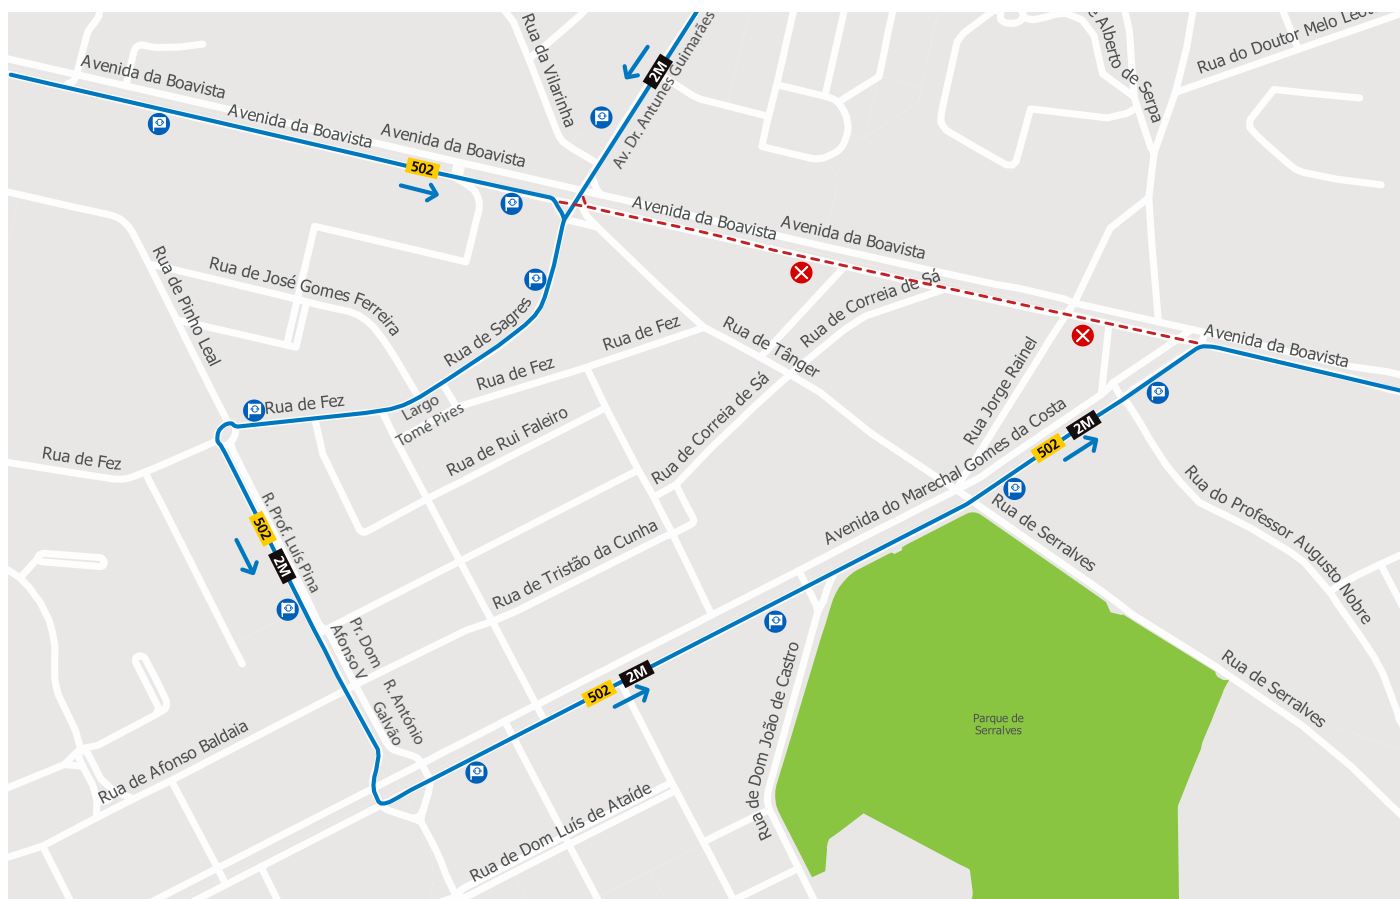 Avenida da Boavista
Avenida da Boavista
Avenida da Boavista
502
Rua da Vilarinha
2M
Av. Dr. Antunes Guimarães
de Alberto de Serpa
Rua do Doutor Melo Leote
Avenida da Boavista
Avenida da Boavista
Rua de Pinho Leal
Rua de José Gomes Ferreira
Rua de Sagres
Rua de Fez
Rua de Correia de Sá
Rua de Tânger
Avenida da Boavista
Rua de Fez
Rua de Fez
Largo
Tomé Pires
Rua de Rui Faleiro
Rua de Correia de Sá
Rua Jorge Rainel
502
2M
Rua de Fez
R. Prof. Luís Pina
502
2M
Avenida do Marechal Gomes da Costa
Rua de Serralves
Rua do Professor Augusto Nobre
Rua de Tristão da Cunha
Pr. Dom
Afonso V
R. António
Galvão
502
2M
Rua de Dom João de Castro
Rua de Serralves
Parque de
Serralves
Rua de Afonso Baldaia
Rua de Dom Luís de Ataíde